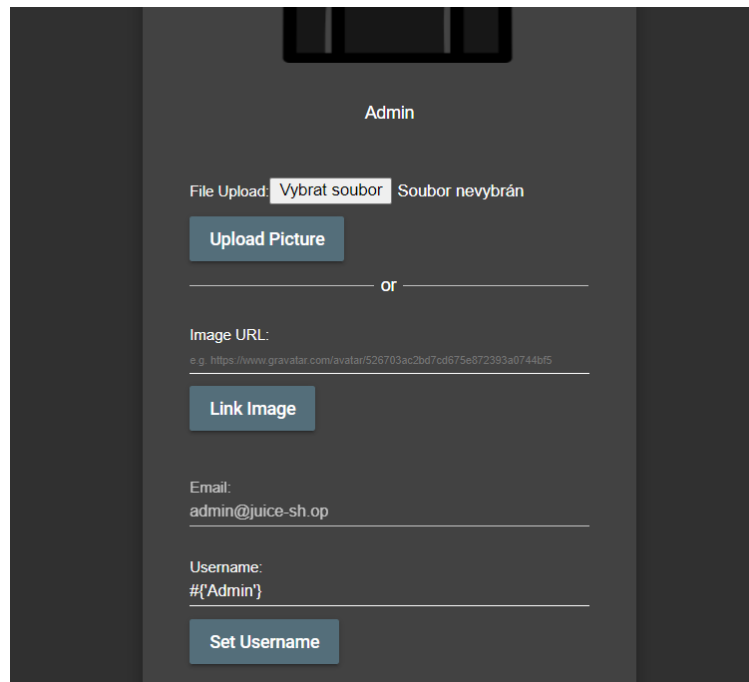 Admin
File Upload: Vybrat soubor Soubor nevybrán
Upload Picture
or
Image URL:
e.g. https://www.gravatar.com/avatar/526703ac2bd7cd675e872393a0744bf5
Link Image
Email:
admin@juice-sh.op
Username:
#{'Admin'}
Set Username